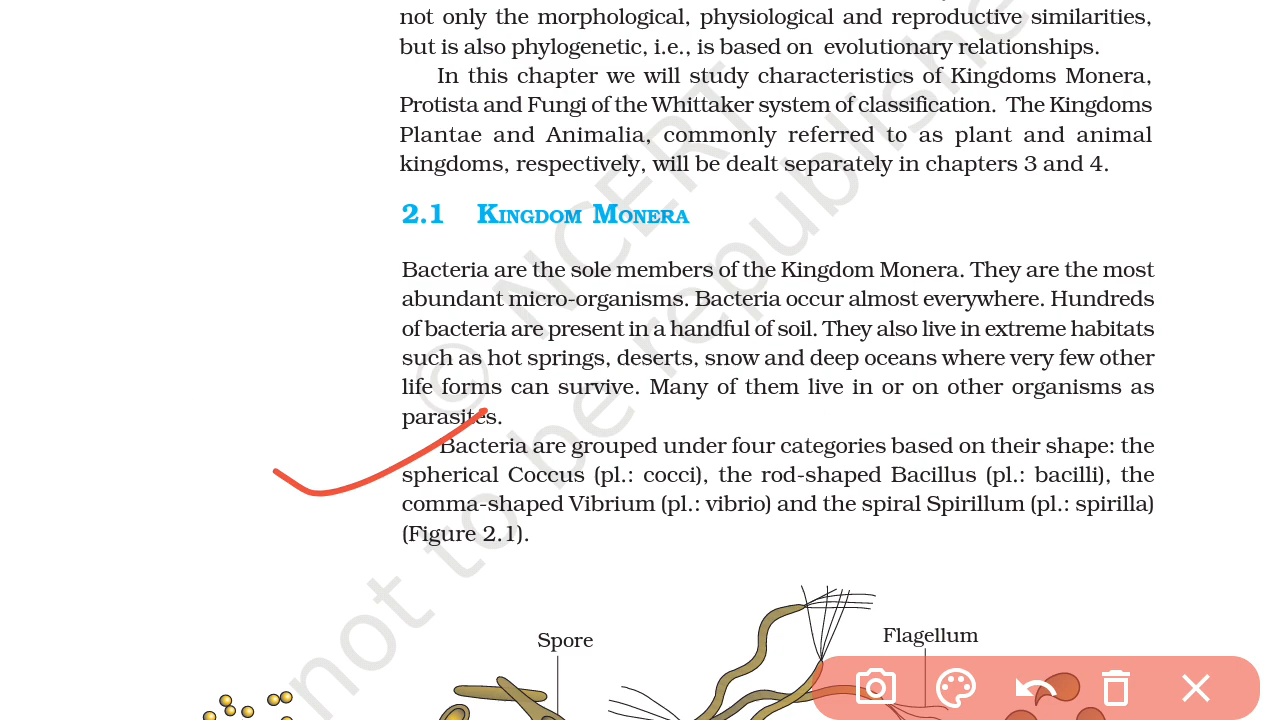 not only the morphological, physiological and reproductive similarities,
but is also phylogenetic, i.e., is based on evolutionary relationships.
In this chapter we will study characteristics of Kingdoms Monera,
Protista and Fungi of the Whittaker system of classification. The Kingdoms
Plantae and Animalia, commonly referred to as plant and animal
kingdoms, respectively, will be dealt separately in chapters 3 and 4.
2.1 Kingdom Monera
Bacteria are the sole members of the Kingdom Monera. They are the most
abundant micro-organisms. Bacteria occur almost everywhere. Hundreds
of bacteria are present in a handful of soil. They also live in extreme habitats
such as hot springs, deserts, snow and deep oceans where very few other
life forms can survive. Many of them live in or on other organisms as
parasites.
Bacteria are grouped under four categories based on their shape: the
spherical Coccus (pl.: cocci), the rod-shaped Bacillus (pl.: bacilli), the
comma-shaped Vibrium (pl.: vibrio) and the spiral Spirillum (pl.: spirilla)
(Figure 2.1).
Spore
Flagellum
© NCERT
not to be republishe